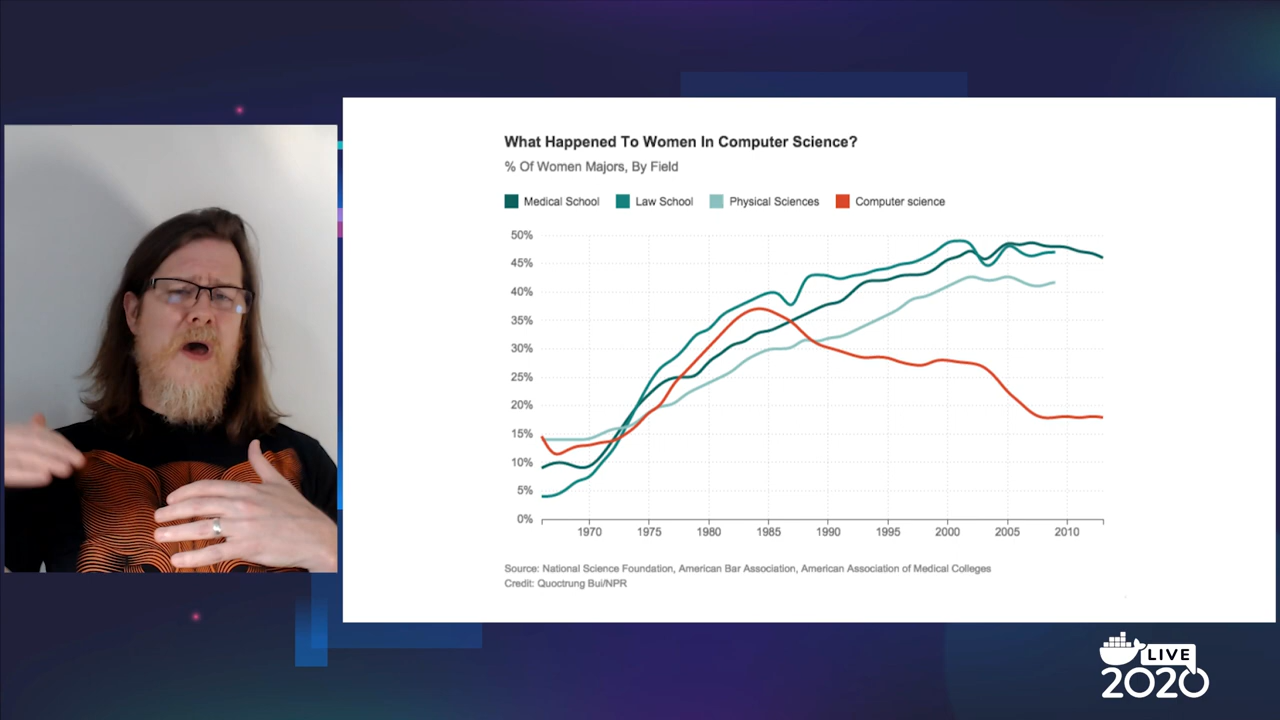 What Happened To Women In Computer Science?
% Of Women Majors, By Field
Medical School Law School Physical Sciences Computer science
50%
45%
40%
35%
30%
25%
20%
15%
10%
5%
0%
1970 1975 1980 1985 1990 1995 2000 2005 2010
Source: National Science Foundation, American Bar Association, American Association of Medical Colleges
Credit: Quoctrung Bui/NPR
LIVE
2020